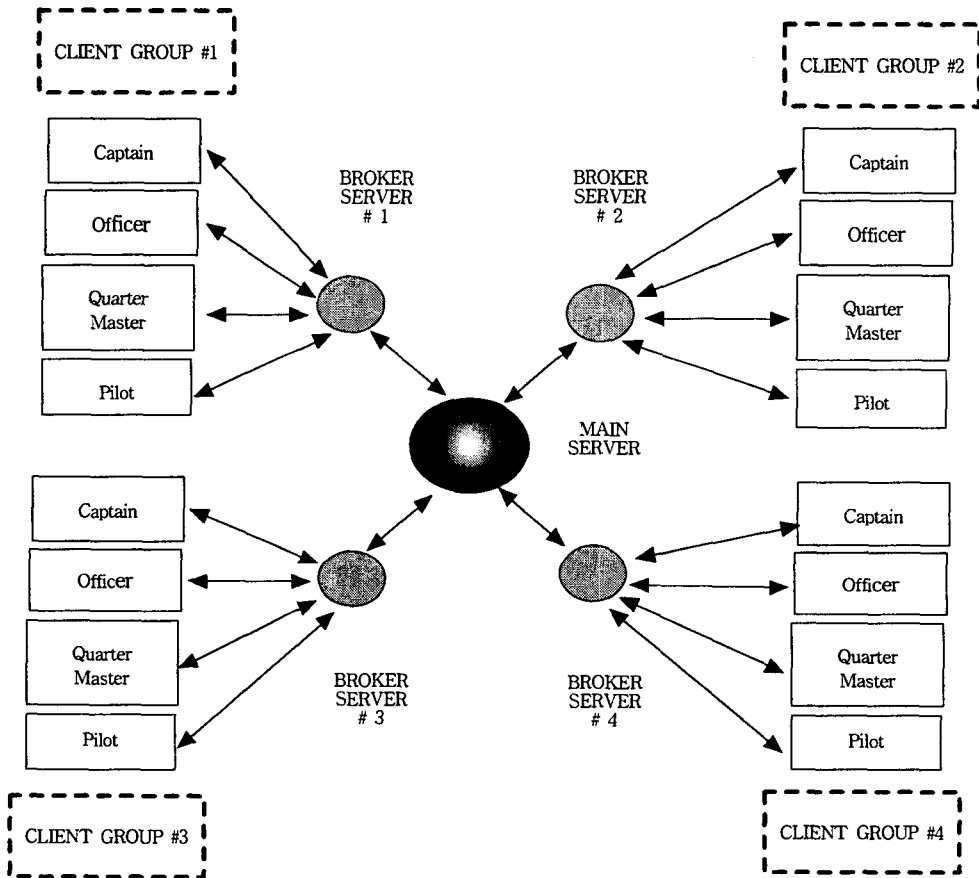 CLIENT GROUP #1
CLIENT GROUP #2
Captain
Officer
Quarter
Master
Pilot
BROKER
SERVER
# 1
BROKER
SERVER
# 2
Captain
Officer
Quarter
Master
Pilot
MAIN
SERVER
Captain
Officer
Quarter
Master
Pilot
BROKER
SERVER
# 3
BROKER
SERVER
# 4
Captain
Officer
Quarter
Master
Pilot
CLIENT GROUP #3
CLIENT GROUP #4